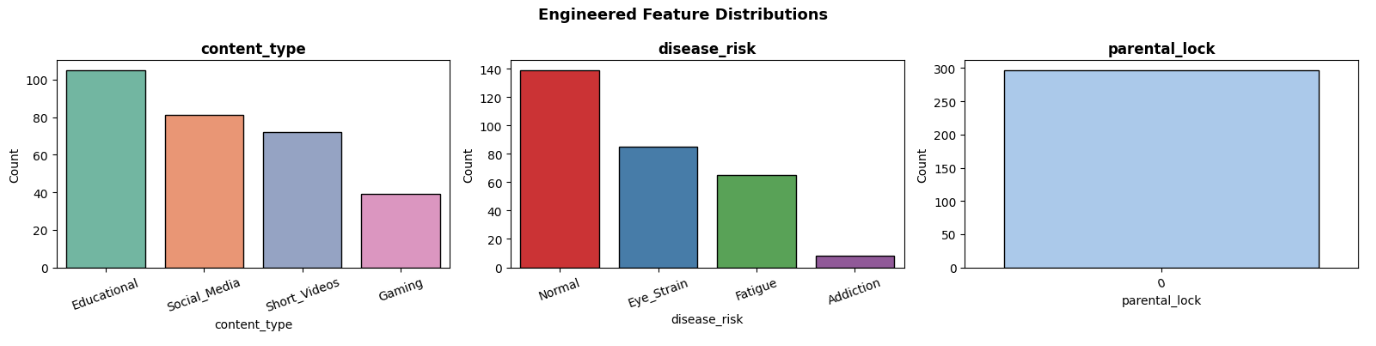 Engineered Feature Distributions
content_type
Count
100
80
60
40
20
0
Educational
Social_Media
Short_Videos
Gaming
content_type
disease_risk
Count
140
120
100
80
60
40
20
0
Normal
Eye_Strain
Fatigue
Addiction
disease_risk
parental_lock
Count
300
250
200
150
100
50
0
0
parental_lock